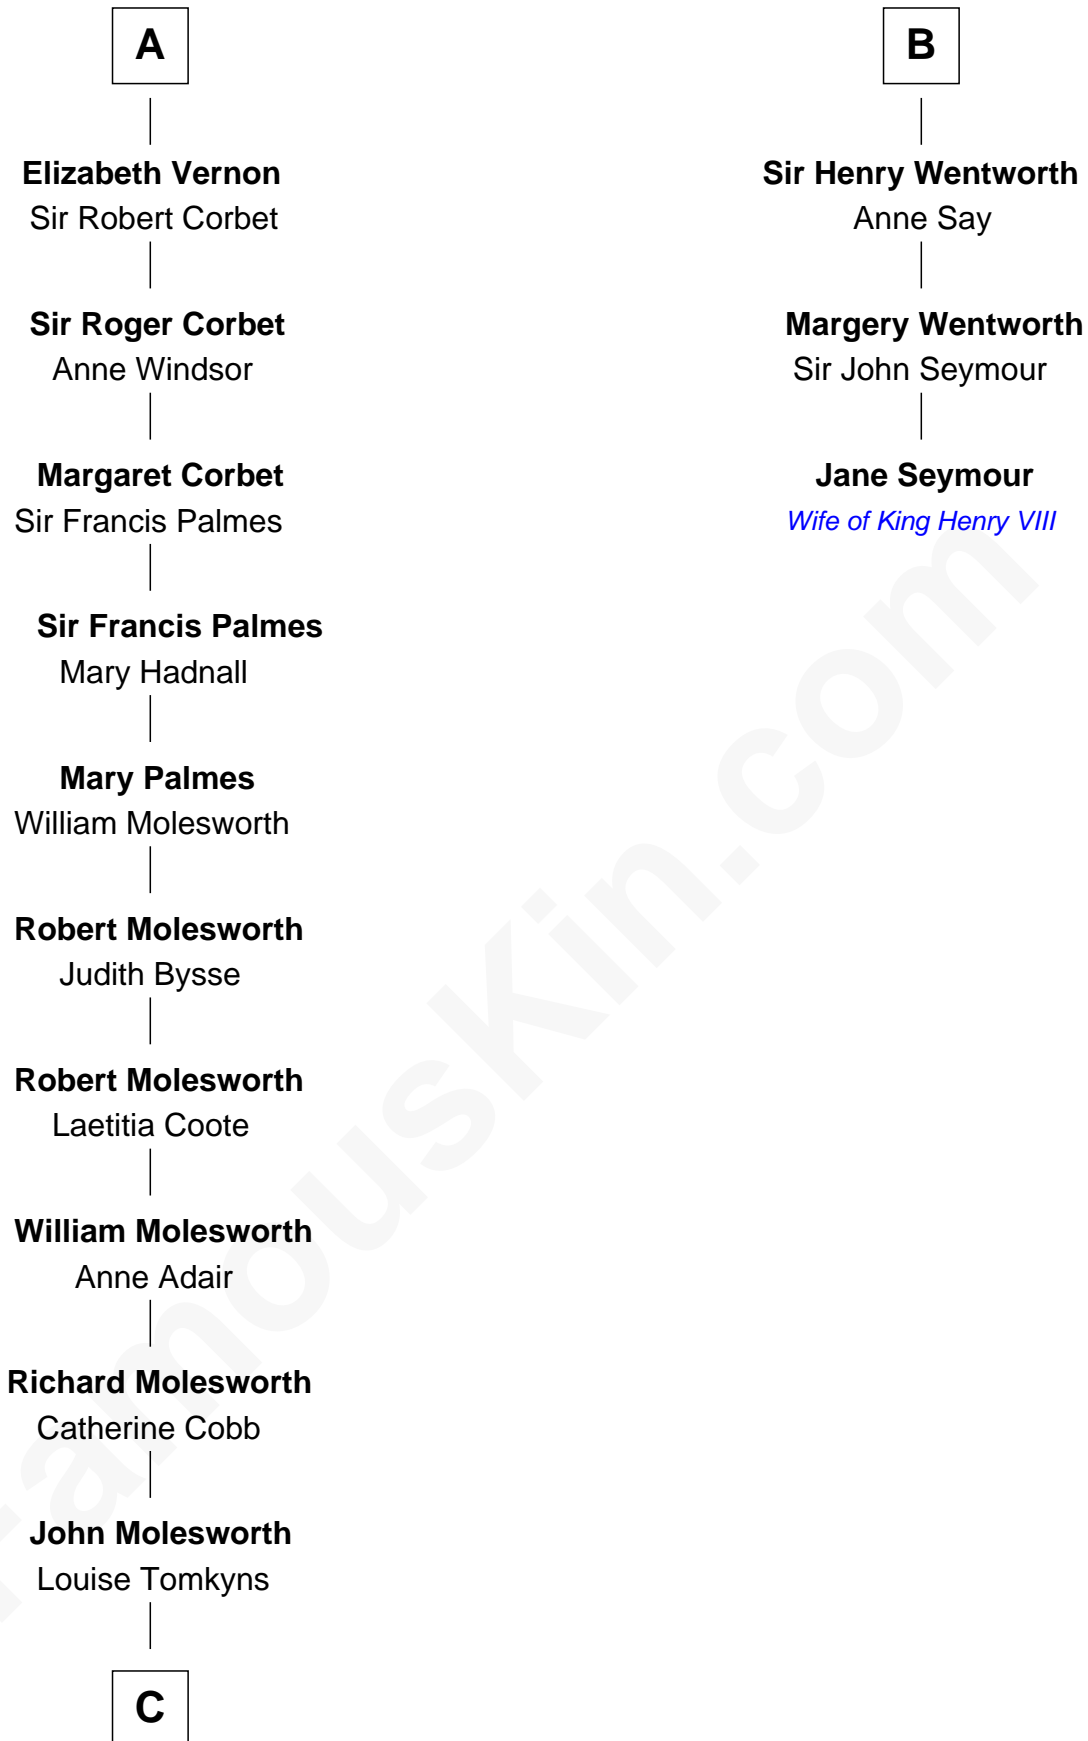 A
Elizabeth Vernon
Sir Robert Corbet
Sir Roger Corbet
Anne Windsor
Margaret Corbet
Sir Francis Palmes
Sir Francis Palmes
Mary Hadnall
Mary Palmes
William Molesworth
Robert Molesworth
Judith Bysse
Robert Molesworth
Laetitia Coote
William Molesworth
Anne Adair
Richard Molesworth
Catherine Cobb
John Molesworth
Louise Tomkyns
C
B
Sir Henry Wentworth
Anne Say
Margery Wentworth
Sir John Seymour
Jane Seymour
Wife of King Henry VIII
FamousKin.com